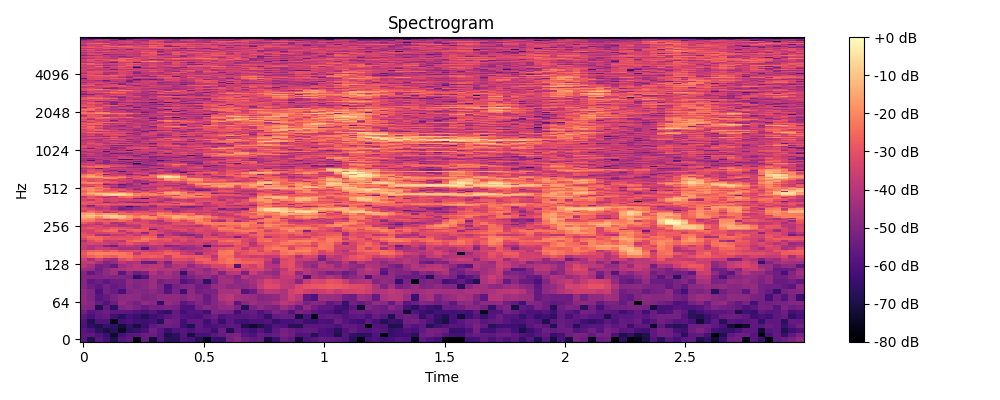 Spectrogram
+0 dB
4096
-10 dB
2048
-20 dB
1024
-30 dB
Hz
512
-40 dB
256
-50 dB
128
-60 dB
64
-70 dB
0
-80 dB
0 0.5 1 1.5 2 2.5
Time